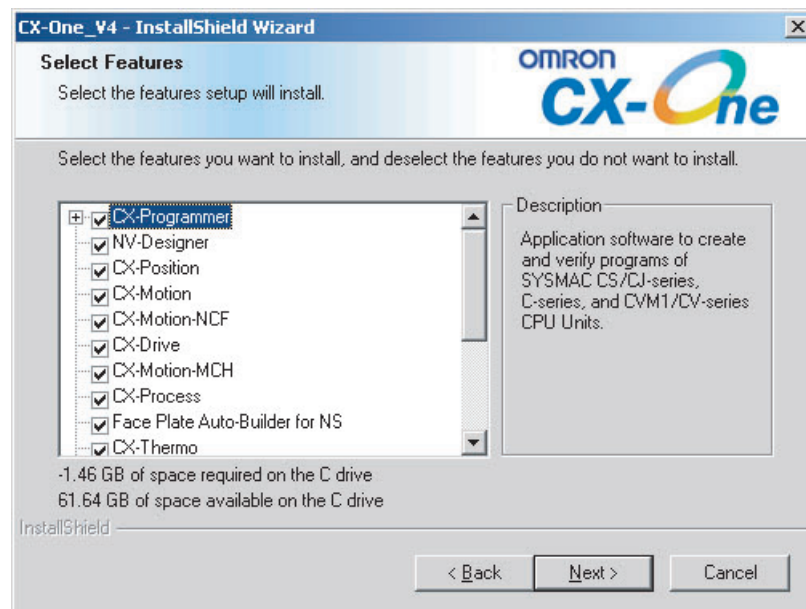 CX-One_V4 - InstallShield Wizard
Select Features
Select the features setup will install.
OMRON
CX-One
Select the features you want to install, and deselect the features you do not want to install.
CX-Programmer
NV-Designer
CX-Position
CX-Motion
CX-Motion-NCF
CX-Drive
CX-Motion-MCH
CX-Process
Face Plate Auto-Builder for NS
CX-Thermo
Description
Application software to create
and verify programs of
SYSMAC CS/CJ-series,
C-series, and CVM1/CV-series
CPU Units.
-1.46 GB of space required on the C drive
61.64 GB of space available on the C drive
InstallShield
< Back
Next >
Cancel